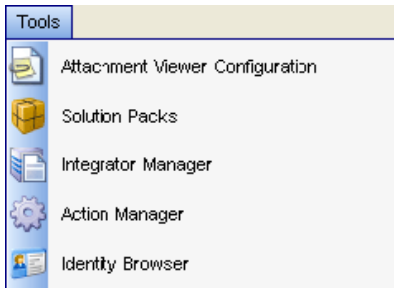 Tools
Attachment Viewer Configuration
Solution Packs
Integrator Manager
Action Manager
Identity Browser